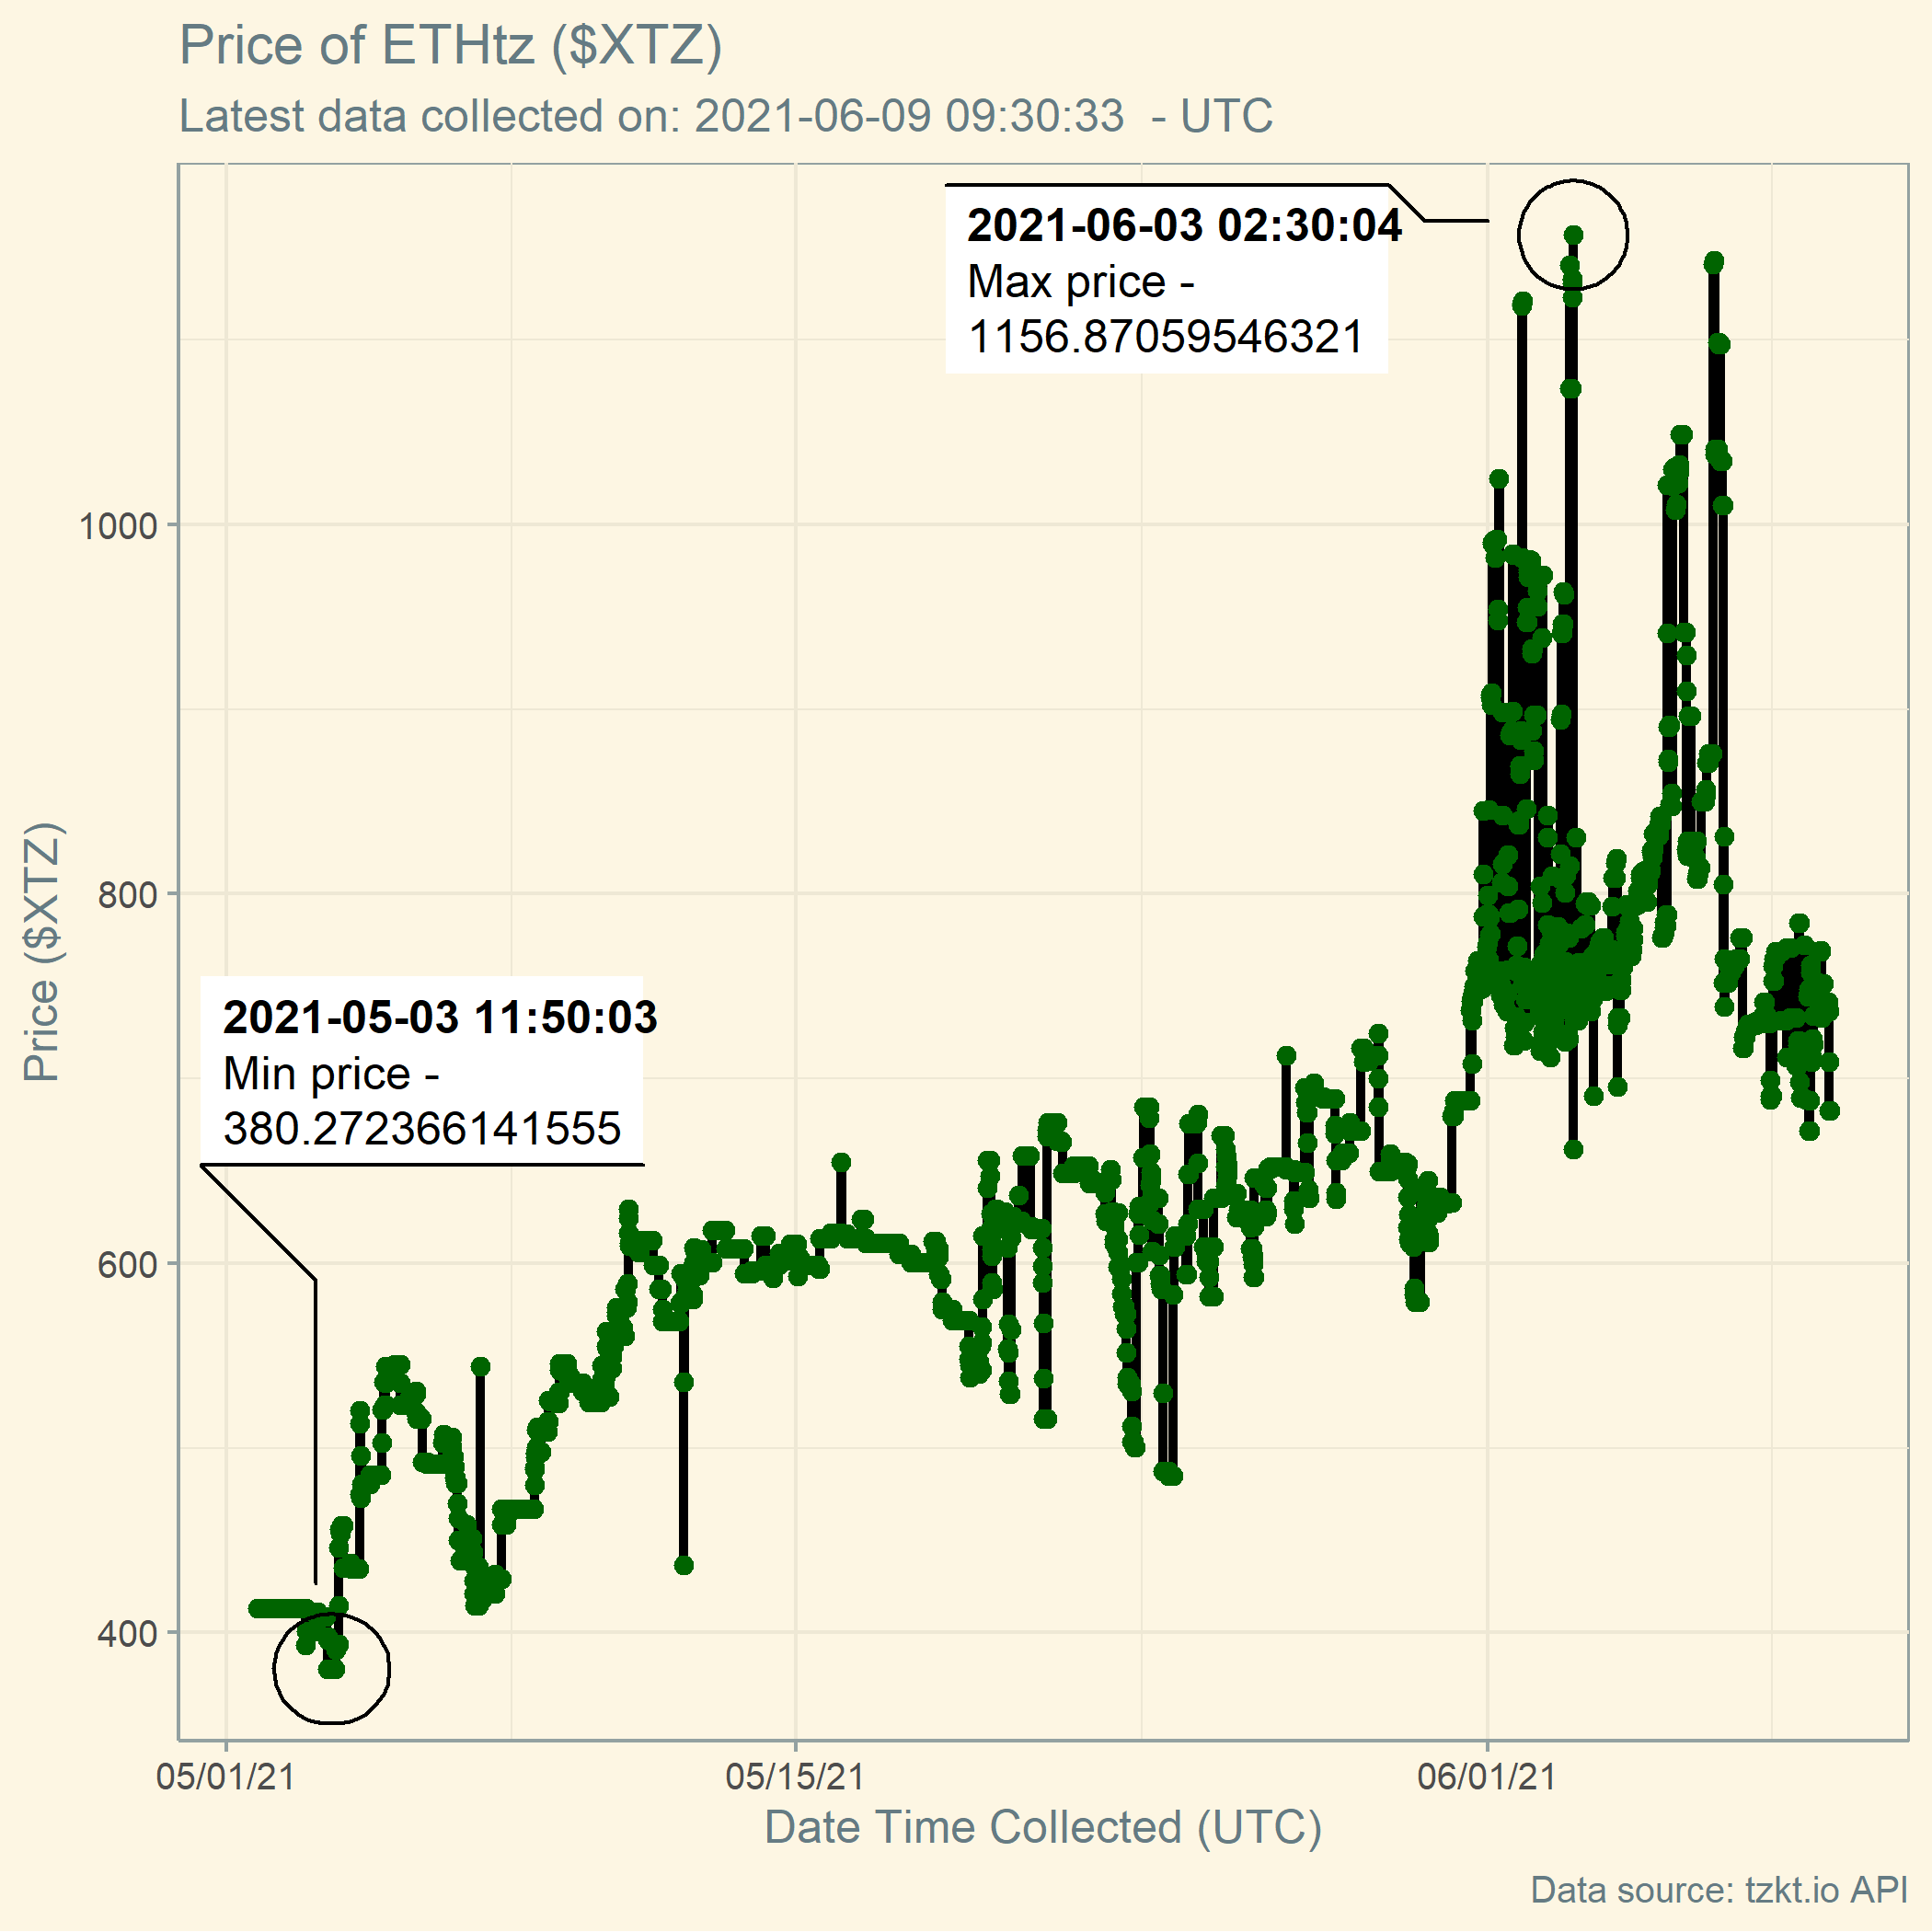 Price of ETHtz ($XTZ)
Latest data collected on: 2021-06-09 09:30:33  - UTC
2021-06-03 02:30:04
Max price -
1156.87059546321
2021-05-03 11:50:03
Min price -
380.272366141555
Price ($XTZ)
1000
800
600
400
05/01/21
05/15/21
06/01/21
Date Time Collected (UTC)
Data source: tzkt.io API